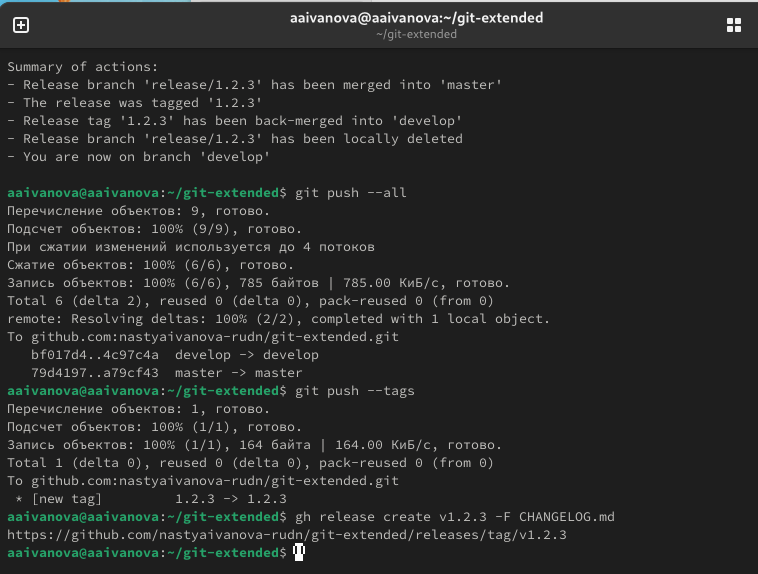 aaivanova@aaivanova:~/git-extended
~/git-extended
Summary of actions:
- Release branch 'release/1.2.3' has been merged into 'master'
- The release was tagged '1.2.3'
- Release tag '1.2.3' has been back-merged into 'develop'
- Release branch 'release/1.2.3' has been locally deleted
- You are now on branch 'develop'
aaivanova@aaivanova:~/git-extended$ git push --all
Перечисление объектов: 9, готово.
Подсчет объектов: 100% (9/9), готово.
При сжатии изменений используется до 4 потоков
Сжатие объектов: 100% (6/6), готово.
Запись объектов: 100% (6/6), 785 байтов | 785.00 КиБ/с, готово.
Total 6 (delta 2), reused 0 (delta 0), pack-reused 0 (from 0)
remote: Resolving deltas: 100% (2/2), completed with 1 local object.
To github.com:nastyaivanova-rudn/git-extended.git
   bf017d4..4c97c4a  develop -> develop
   79d4197..a79cf43  master -> master
aaivanova@aaivanova:~/git-extended$ git push --tags
Перечисление объектов: 1, готово.
Подсчет объектов: 100% (1/1), готово.
Запись объектов: 100% (1/1), 164 байта | 164.00 КиБ/с, готово.
Total 1 (delta 0), reused 0 (delta 0), pack-reused 0 (from 0)
To github.com:nastyaivanova-rudn/git-extended.git
 * [new tag]         1.2.3 -> 1.2.3
aaivanova@aaivanova:~/git-extended$ gh release create v1.2.3 -F CHANGELOG.md
https://github.com/nastyaivanova-rudn/git-extended/releases/tag/v1.2.3
aaivanova@aaivanova:~/git-extended$